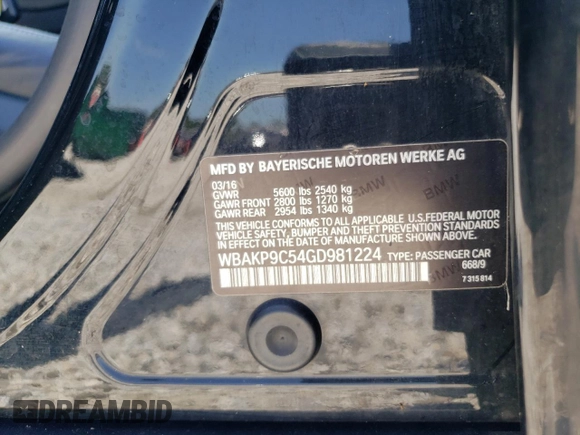 MFD BY BAYERISCHE MOTOREN WERKE AG
03/16
GVWR 5600 lbs 2540 kg
GAWR FRONT 2800 lbs 1270 kg
GAWR REAR 2954 lbs 1340 kg
THIS VEHICLE CONFORMS TO ALL APPLICABLE U.S.FEDERAL MOTOR
VEHICLE SAFETY, BUMPER AND THEFT PREVENTION STANDARDS
IN EFFECT ON THE DATE OF MANUFACTURE SHOWN ABOVE.
WBAKP9C54GD981224 TYPE: PASSENGER CAR
668/9
7 315 814
BMW
BMW
BMW
DREAMBID